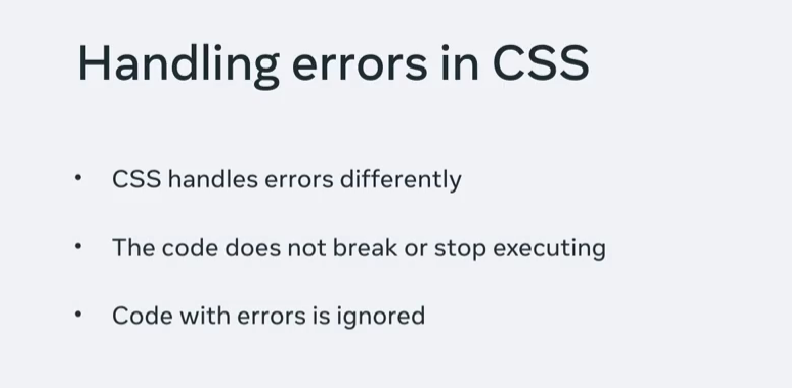 Handling errors in CSS
• CSS handles errors differently
• The code does not break or stop executing
• Code with errors is ignored